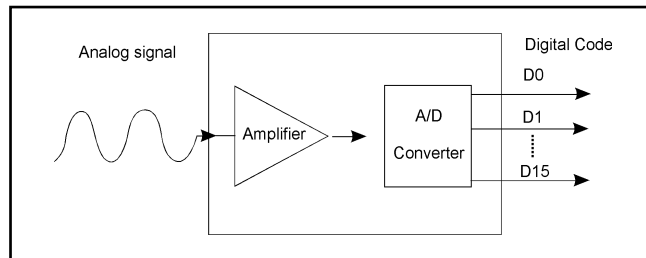 Analog signal
Digital Code
D0
Amplifier
A/D
Converter
D1
D15